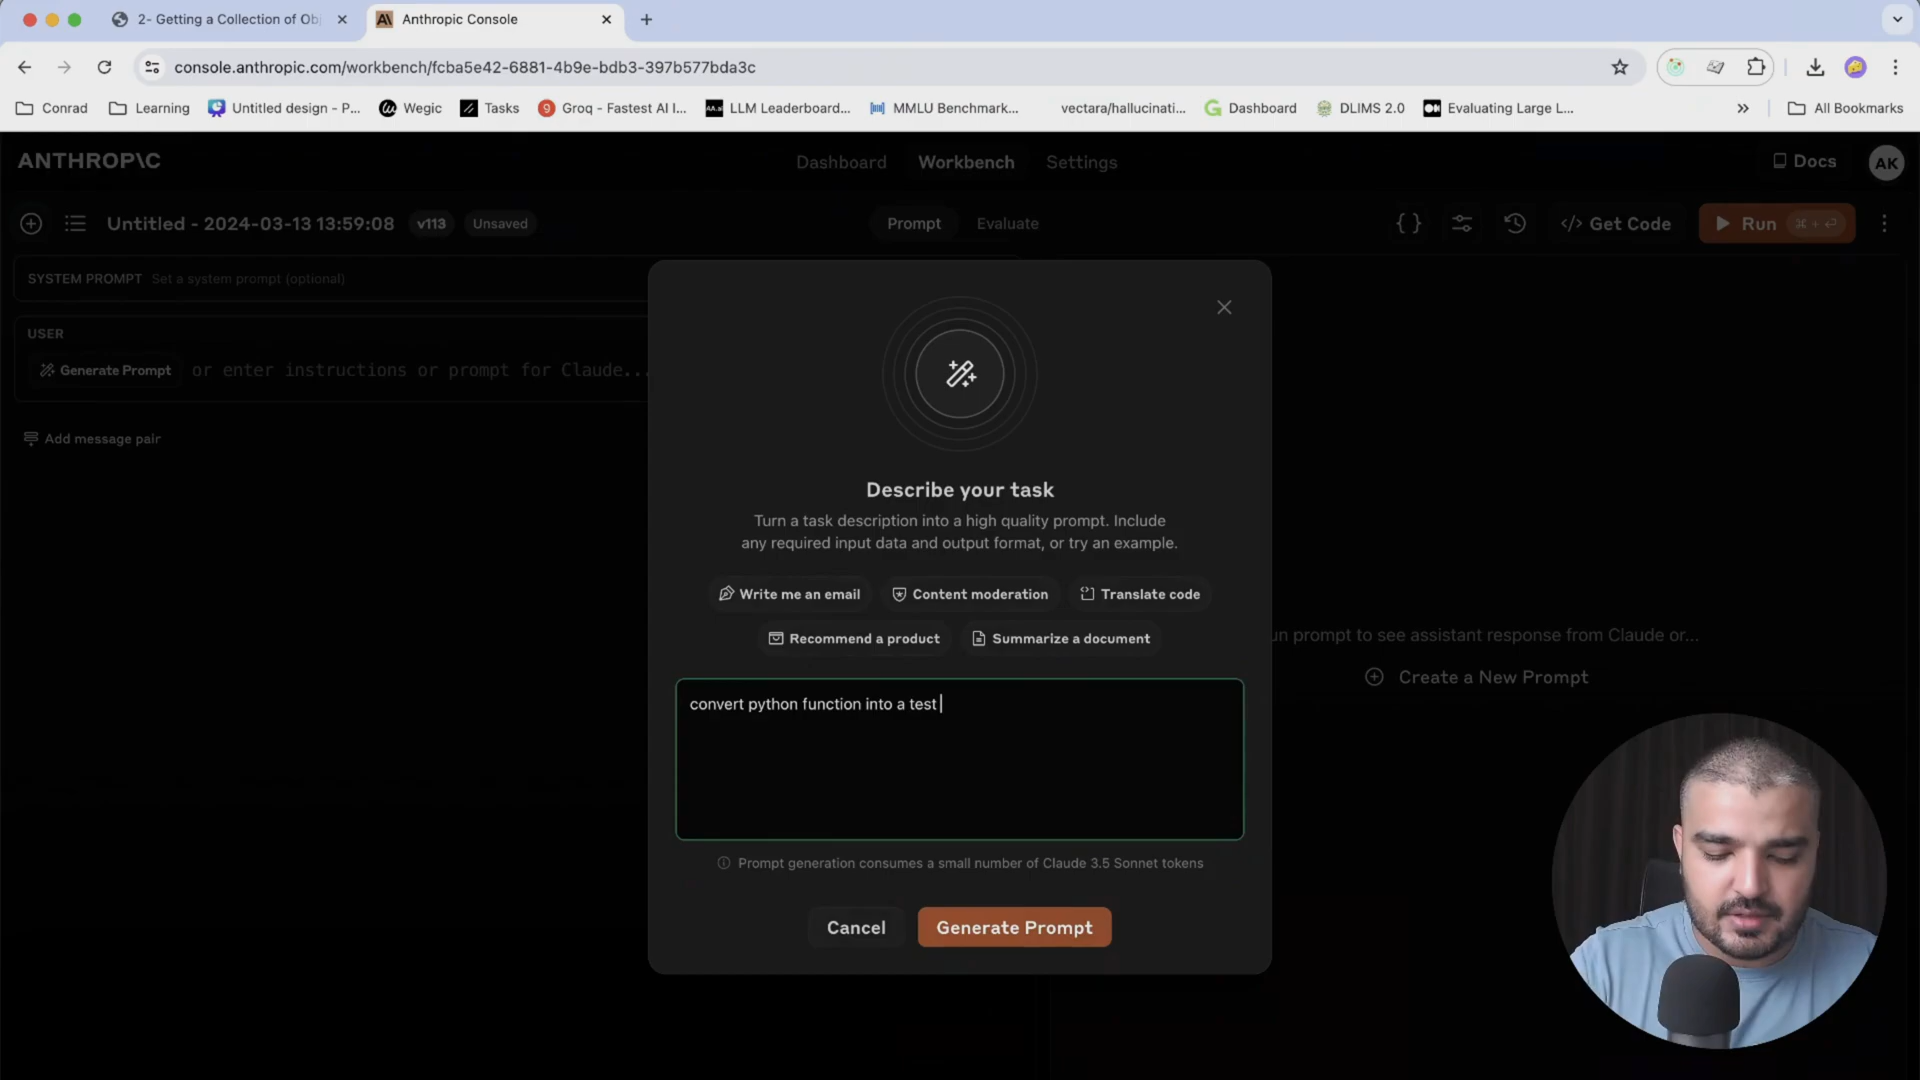 2- Getting a Collection of Ob
Anthropic Console
console.anthropic.com/workbench/fcba5e42-6881-4b9e-bdb3-397b577bda3c
Conrad
Learning
Untitled design - P...
Wegic
Tasks
Groq - Fastest AI I...
LLM Leaderboard...
MMLU Benchmark...
vectara/hallucinati...
Dashboard
DLIMS 2.0
Evaluating Large L...
All Bookmarks
ANTHROP\C
Dashboard
Workbench
Settings
Docs
AK
Untitled - 2024-03-13 13:59:08
v113
Unsaved
Prompt
Evaluate
{ }
</> Get Code
Run
⌘ + ⏎
SYSTEM PROMPT Set a system prompt (optional)
USER
Generate Prompt or enter instructions or prompt for Claude...
Add message pair
Describe your task
Turn a task description into a high quality prompt. Include
any required input data and output format, or try an example.
Write me an email
Content moderation
Translate code
Recommend a product
Summarize a document
convert python function into a test
Prompt generation consumes a small number of Claude 3.5 Sonnet tokens
Cancel
Generate Prompt
un prompt to see assistant response from Claude or...
Create a New Prompt